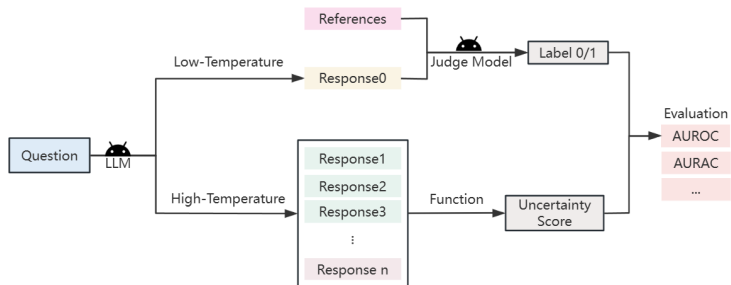 References
Low-Temperature
Response0
Judge Model
Label 0/1
Question
LLM
High-Temperature
Response1
Response2
Response3
⋮
Response n
Function
Uncertainty
Score
Evaluation
AUROC
AURAC
...